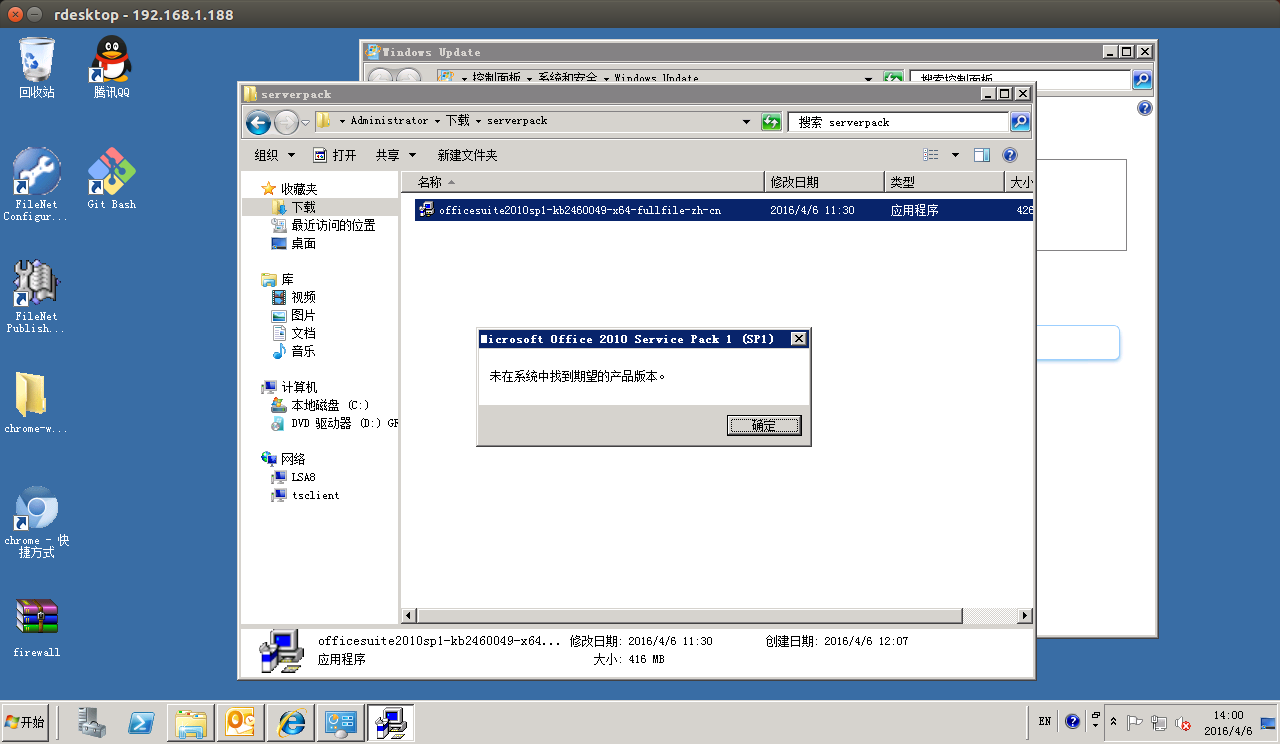 rdesktop - 192.168.1.188
回收站
腾讯QQ
FileNet
Configur...
Git Bash
FileNet
Publish...
chrome-w...
chrome - 快
捷方式
firewall
Windows Update
控制面板 系统和安全 Windows Update
搜索控制面板
serverpack
Administrator 下载 serverpack
搜索 serverpack
组织 打开 共享 新建文件夹
名称 修改日期 类型 大小
officesuite2010sp1-kb2460049-x64-fullfile-zh-cn 2016/4/6 11:30 应用程序 426
收藏夹
下载
最近访问的位置
桌面
库
视频
图片
文档
音乐
计算机
本地磁盘 (C:)
DVD 驱动器 (D:) GR
网络
LSA8
tsclient
Microsoft Office 2010 Service Pack 1 (SP1)
未在系统中找到期望的产品版本。
确定
officesuite2010sp1-kb2460049-x64... 修改日期: 2016/4/6 11:30 创建日期: 2016/4/6 12:07
应用程序 大小: 416 MB
开始
EN
14:00
2016/4/6